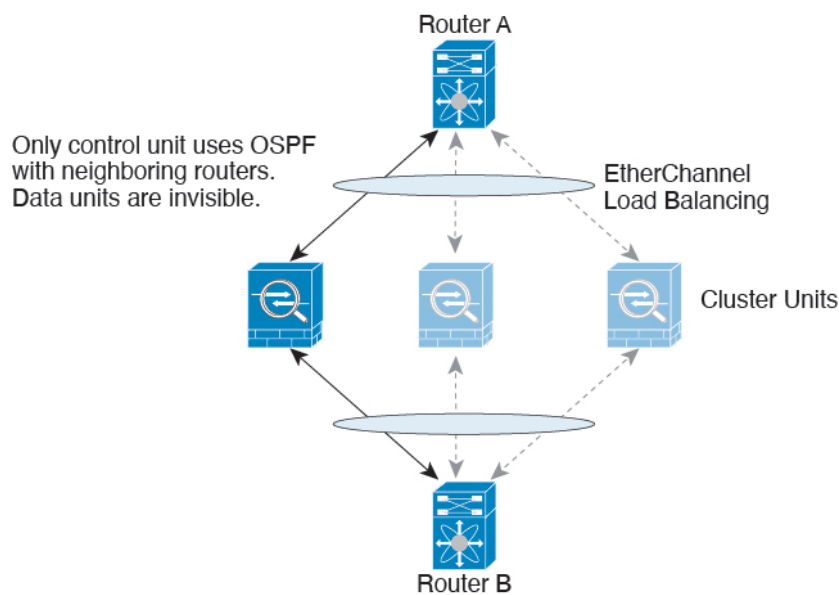 Router A
Only control unit uses OSPF
with neighboring routers.
Data units are invisible.
EtherChannel
Load Balancing
Cluster Units
Router B